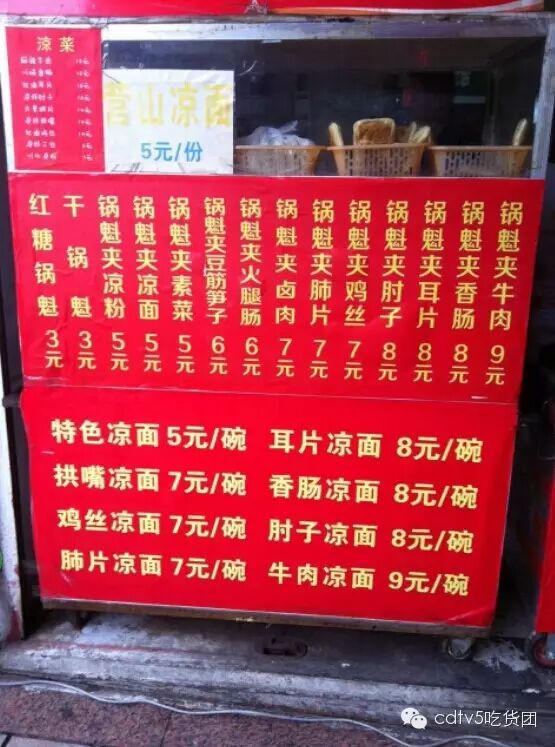 凉菜
营山凉面
5元/份
红糖锅魁 3元
干锅魁 3元
锅魁夹凉粉 5元
锅魁夹凉面 5元
锅魁夹素菜 5元
锅魁夹豆筋笋子 6元
锅魁夹火腿肠 6元
锅魁夹卤肉 7元
锅魁夹肺片 7元
锅魁夹鸡丝 7元
锅魁夹肘子 8元
锅魁夹耳片 8元
锅魁夹香肠 8元
锅魁夹牛肉 9元
特色凉面 5元/碗 耳片凉面 8元/碗
拱嘴凉面 7元/碗 香肠凉面 8元/碗
鸡丝凉面 7元/碗 肘子凉面 8元/碗
肺片凉面 7元/碗 牛肉凉面 9元/碗
cdtv5吃货团